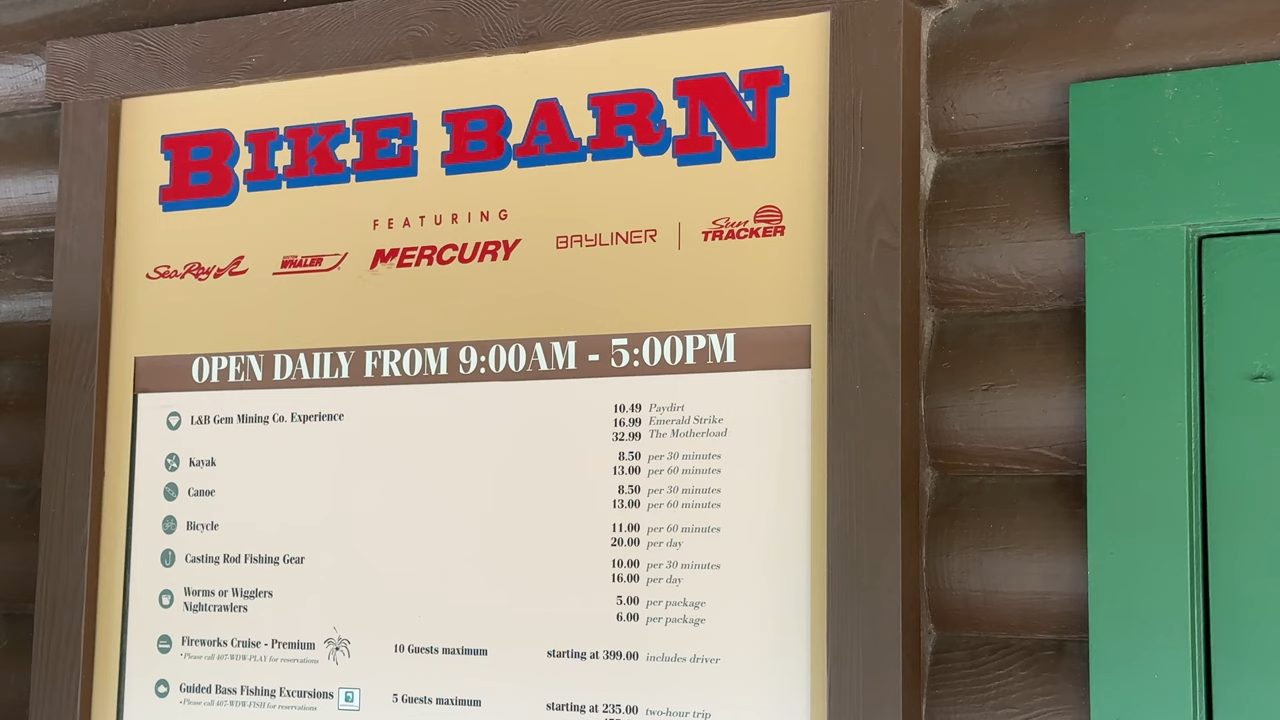 BIKE BARN
FEATURING
Sea Ray BOSTON WHALER MERCURY BAYLINER Sun TRACKER
OPEN DAILY FROM 9:00AM - 5:00PM
L&B Gem Mining Co. Experience 10.49 Paydirt
16.99 Emerald Strike
32.99 The Motherload
Kayak 8.50 per 30 minutes
13.00 per 60 minutes
Canoe 8.50 per 30 minutes
13.00 per 60 minutes
Bicycle 11.00 per 60 minutes
20.00 per day
Casting Rod Fishing Gear 10.00 per 30 minutes
16.00 per day
Worms or Wigglers 5.00 per package
Nightcrawlers 6.00 per package
Fireworks Cruise - Premium 10 Guests maximum starting at 399.00 includes driver
•Please call 407-WDW-PLAY for reservations
Guided Bass Fishing Excursions 5 Guests maximum starting at 235.00 two-hour trip
•Please call 407-WDW-FISH for reservations